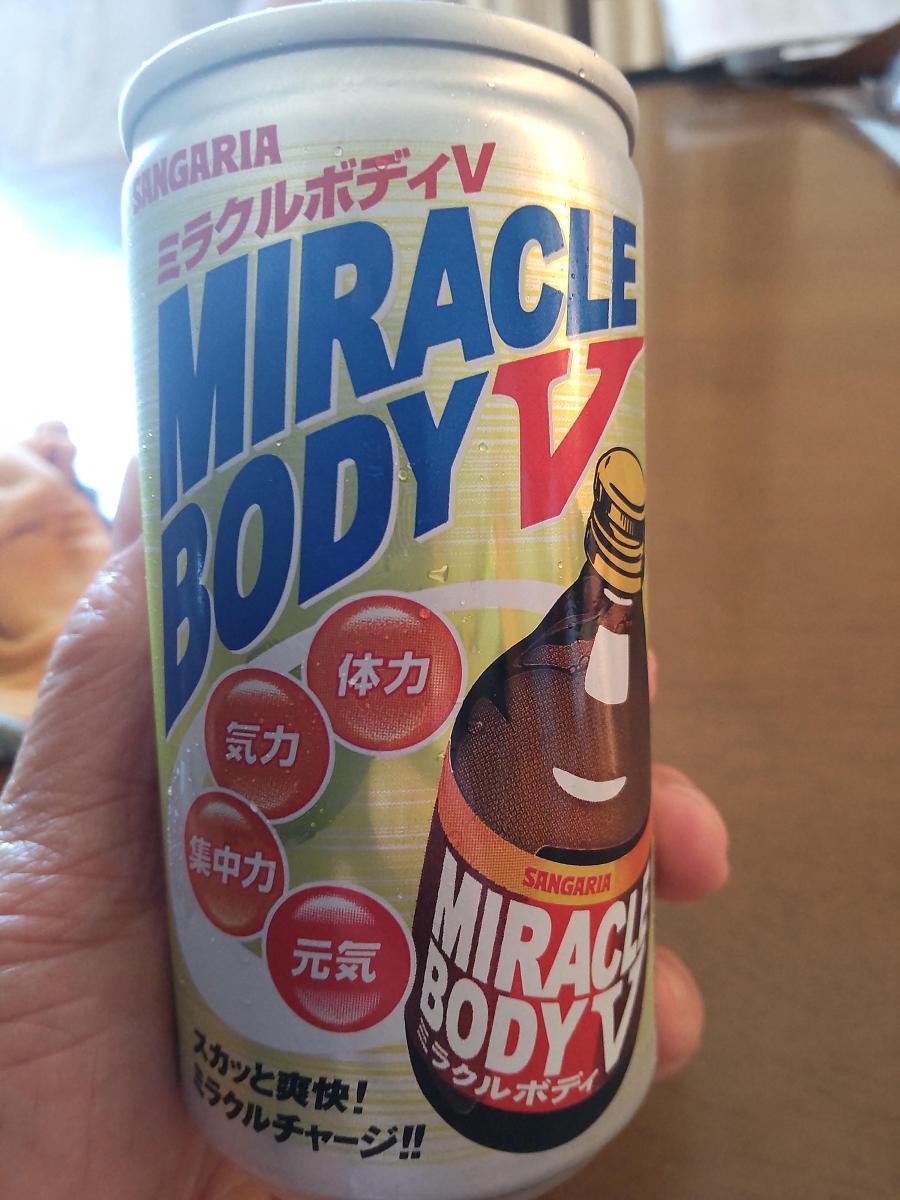 SANGARIA
ミラクルボディV
MIRACLE
BODY V
体力
気力
集中力
元気
SANGARIA
MIRACLE
BODY V
ミラクルボディ
スカッと爽快!
ミラクルチャージ!!